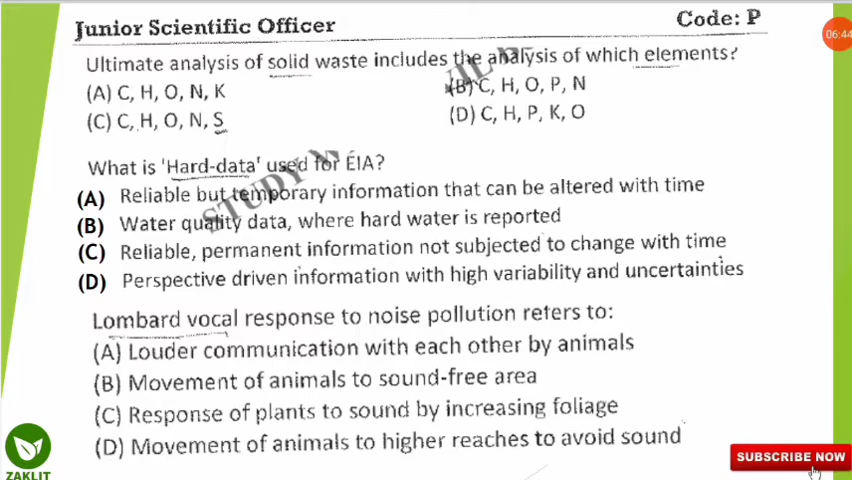 Junior Scientific Officer
Code: P
06:44
Ultimate analysis of solid waste includes the analysis of which elements?
(A) C, H, O, N, K
(B) C, H, O, P, N
(C) C, H, O, N, S
(D) C, H, P, K, O
What is 'Hard-data' used for EIA?
(A) Reliable but temporary information that can be altered with time
(B) Water quality data, where hard water is reported
(C) Reliable, permanent information not subjected to change with time
(D) Perspective driven information with high variability and uncertainties
Lombard vocal response to noise pollution refers to:
(A) Louder communication with each other by animals
(B) Movement of animals to sound-free area
(C) Response of plants to sound by increasing foliage
(D) Movement of animals to higher reaches to avoid sound
STUDY
ZAKLIT
SUBSCRIBE NOW